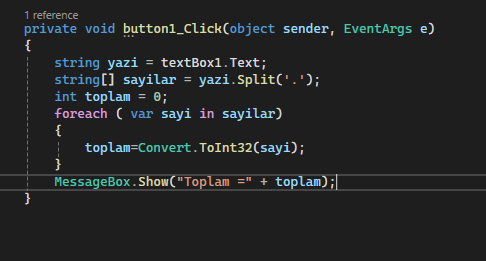 1 reference
private void button1_Click(object sender, EventArgs e)
{
string yazi = textBox1.Text;
string[] sayilar = yazi.Split('.');
int toplam = 0;
foreach ( var sayi in sayilar)
{
toplam=Convert.ToInt32(sayi);
}
MessageBox.Show("Toplam =" + toplam);
}